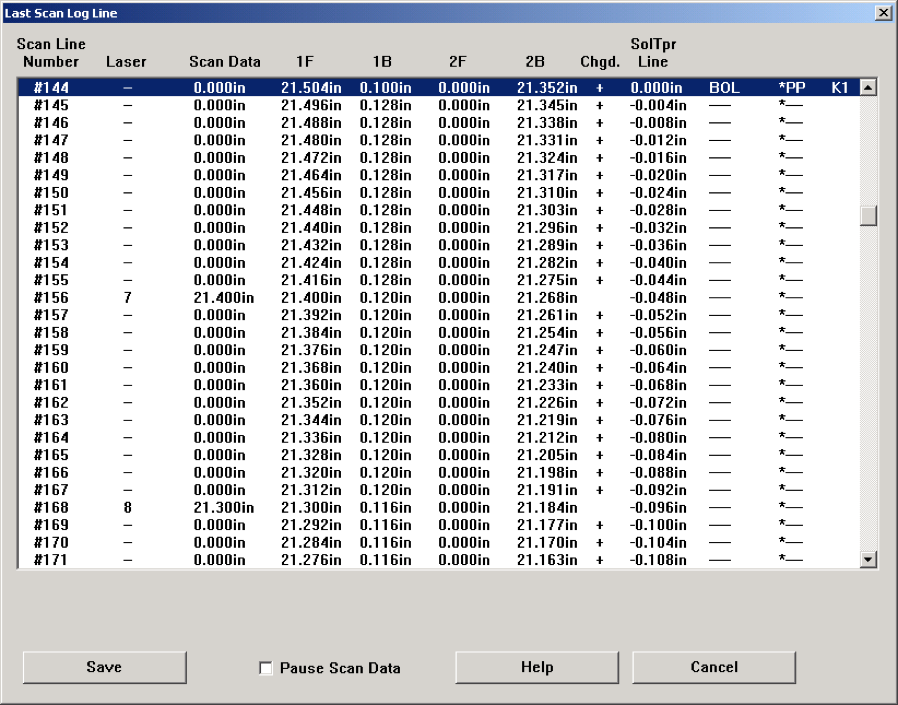 Last Scan Log Line
Scan Line Number Laser Scan Data 1F 1B 2F 2B Chgd. SolTpr Line
#144 – 0.000in 21.504in 0.100in 0.000in 21.352in + 0.000in BOL *PP K1
#145 – 0.000in 21.496in 0.128in 0.000in 21.345in + -0.004in — *—
#146 – 0.000in 21.488in 0.128in 0.000in 21.338in + -0.008in — *—
#147 – 0.000in 21.480in 0.128in 0.000in 21.331in + -0.012in — *—
#148 – 0.000in 21.472in 0.128in 0.000in 21.324in + -0.016in — *—
#149 – 0.000in 21.464in 0.128in 0.000in 21.317in + -0.020in — *—
#150 – 0.000in 21.456in 0.128in 0.000in 21.310in + -0.024in — *—
#151 – 0.000in 21.448in 0.128in 0.000in 21.303in + -0.028in — *—
#152 – 0.000in 21.440in 0.128in 0.000in 21.296in + -0.032in — *—
#153 – 0.000in 21.432in 0.128in 0.000in 21.289in + -0.036in — *—
#154 – 0.000in 21.424in 0.128in 0.000in 21.282in + -0.040in — *—
#155 – 0.000in 21.416in 0.128in 0.000in 21.275in + -0.044in — *—
#156 7 21.400in 21.400in 0.120in 0.000in 21.268in -0.048in — *—
#157 – 0.000in 21.392in 0.120in 0.000in 21.261in + -0.052in — *—
#158 – 0.000in 21.384in 0.120in 0.000in 21.254in + -0.056in — *—
#159 – 0.000in 21.376in 0.120in 0.000in 21.247in + -0.060in — *—
#160 – 0.000in 21.368in 0.120in 0.000in 21.240in + -0.064in — *—
#161 – 0.000in 21.360in 0.120in 0.000in 21.233in + -0.068in — *—
#162 – 0.000in 21.352in 0.120in 0.000in 21.226in + -0.072in — *—
#163 – 0.000in 21.344in 0.120in 0.000in 21.219in + -0.076in — *—
#164 – 0.000in 21.336in 0.120in 0.000in 21.212in + -0.080in — *—
#165 – 0.000in 21.328in 0.120in 0.000in 21.205in + -0.084in — *—
#166 – 0.000in 21.320in 0.120in 0.000in 21.198in + -0.088in — *—
#167 – 0.000in 21.312in 0.120in 0.000in 21.191in + -0.092in — *—
#168 8 21.300in 21.300in 0.116in 0.000in 21.184in -0.096in — *—
#169 – 0.000in 21.292in 0.116in 0.000in 21.177in + -0.100in — *—
#170 – 0.000in 21.284in 0.116in 0.000in 21.170in + -0.104in — *—
#171 – 0.000in 21.276in 0.116in 0.000in 21.163in + -0.108in — *—
Save Pause Scan Data Help Cancel